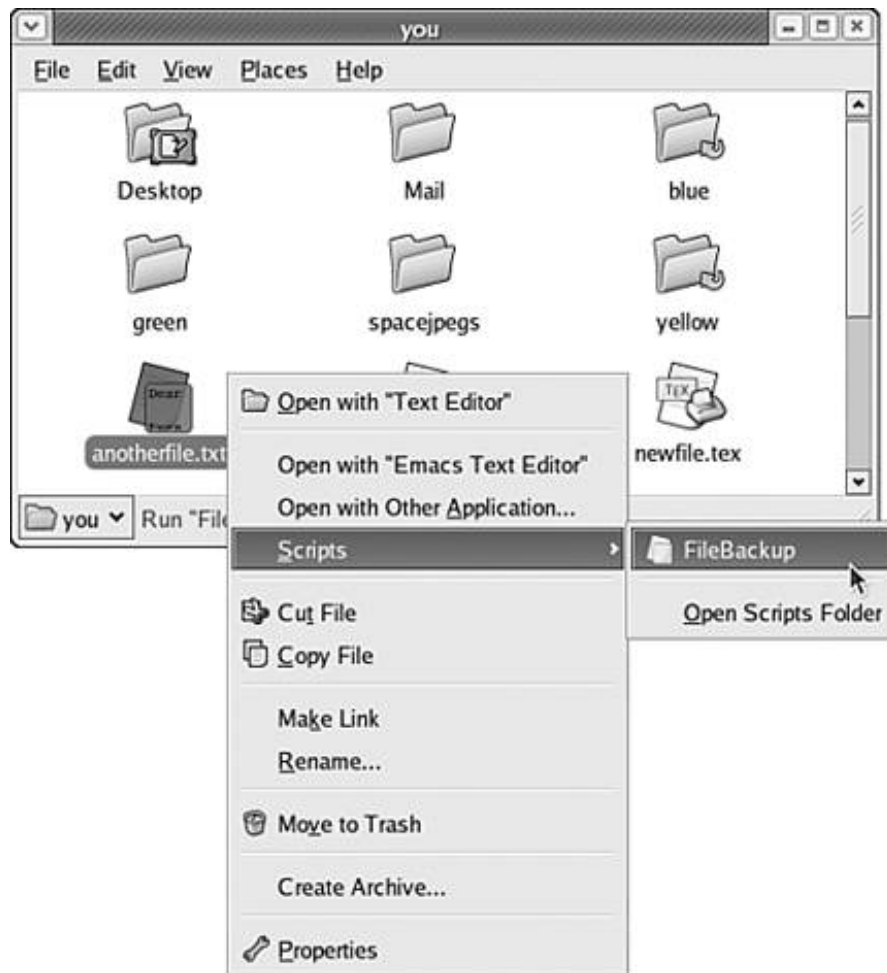 you
File Edit View Places Help
Desktop Mail blue
green spacejpegs yellow
anotherfile.txt newfile.tex
you Run "File
Open with "Text Editor"
Open with "Emacs Text Editor"
Open with Other Application...
Scripts
FileBackup
Open Scripts Folder
Cut File
Copy File
Make Link
Rename...
Move to Trash
Create Archive...
Properties